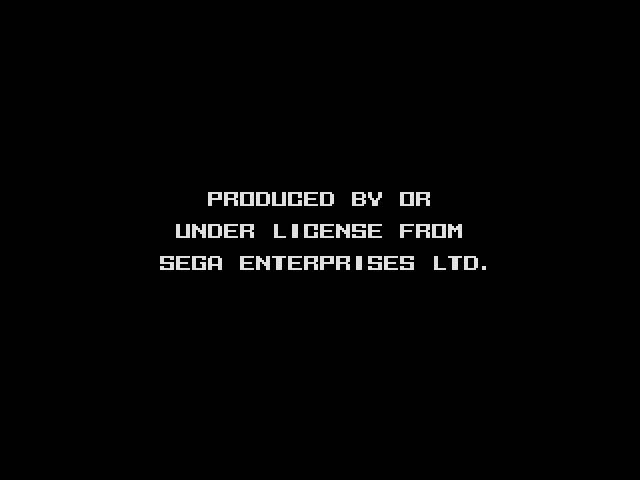 PRODUCED BY OR
UNDER LICENSE FROM
SEGA ENTERPRISES LTD.